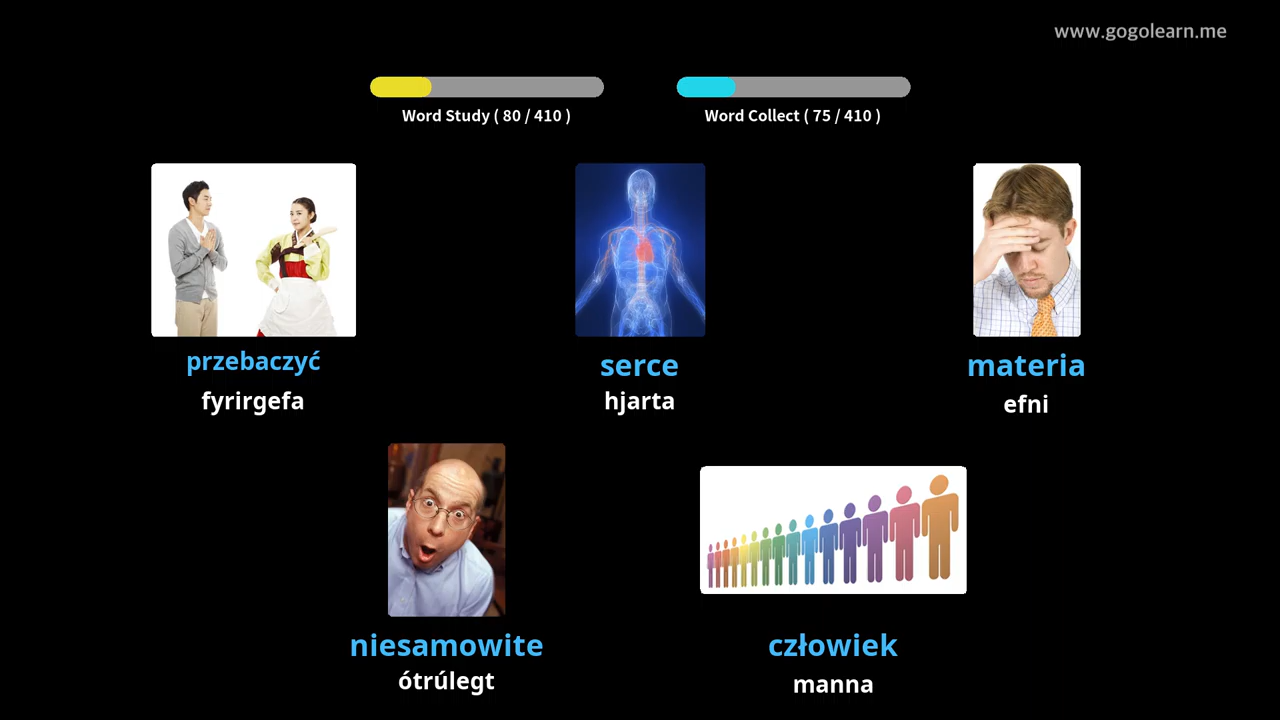 www.gogolearn.me
Word Study ( 80 / 410 )
Word Collect ( 75 / 410 )
przebaczyć
fyrirgefa
serce
hjarta
materia
efni
niesamowite
ótrúlegt
człowiek
manna